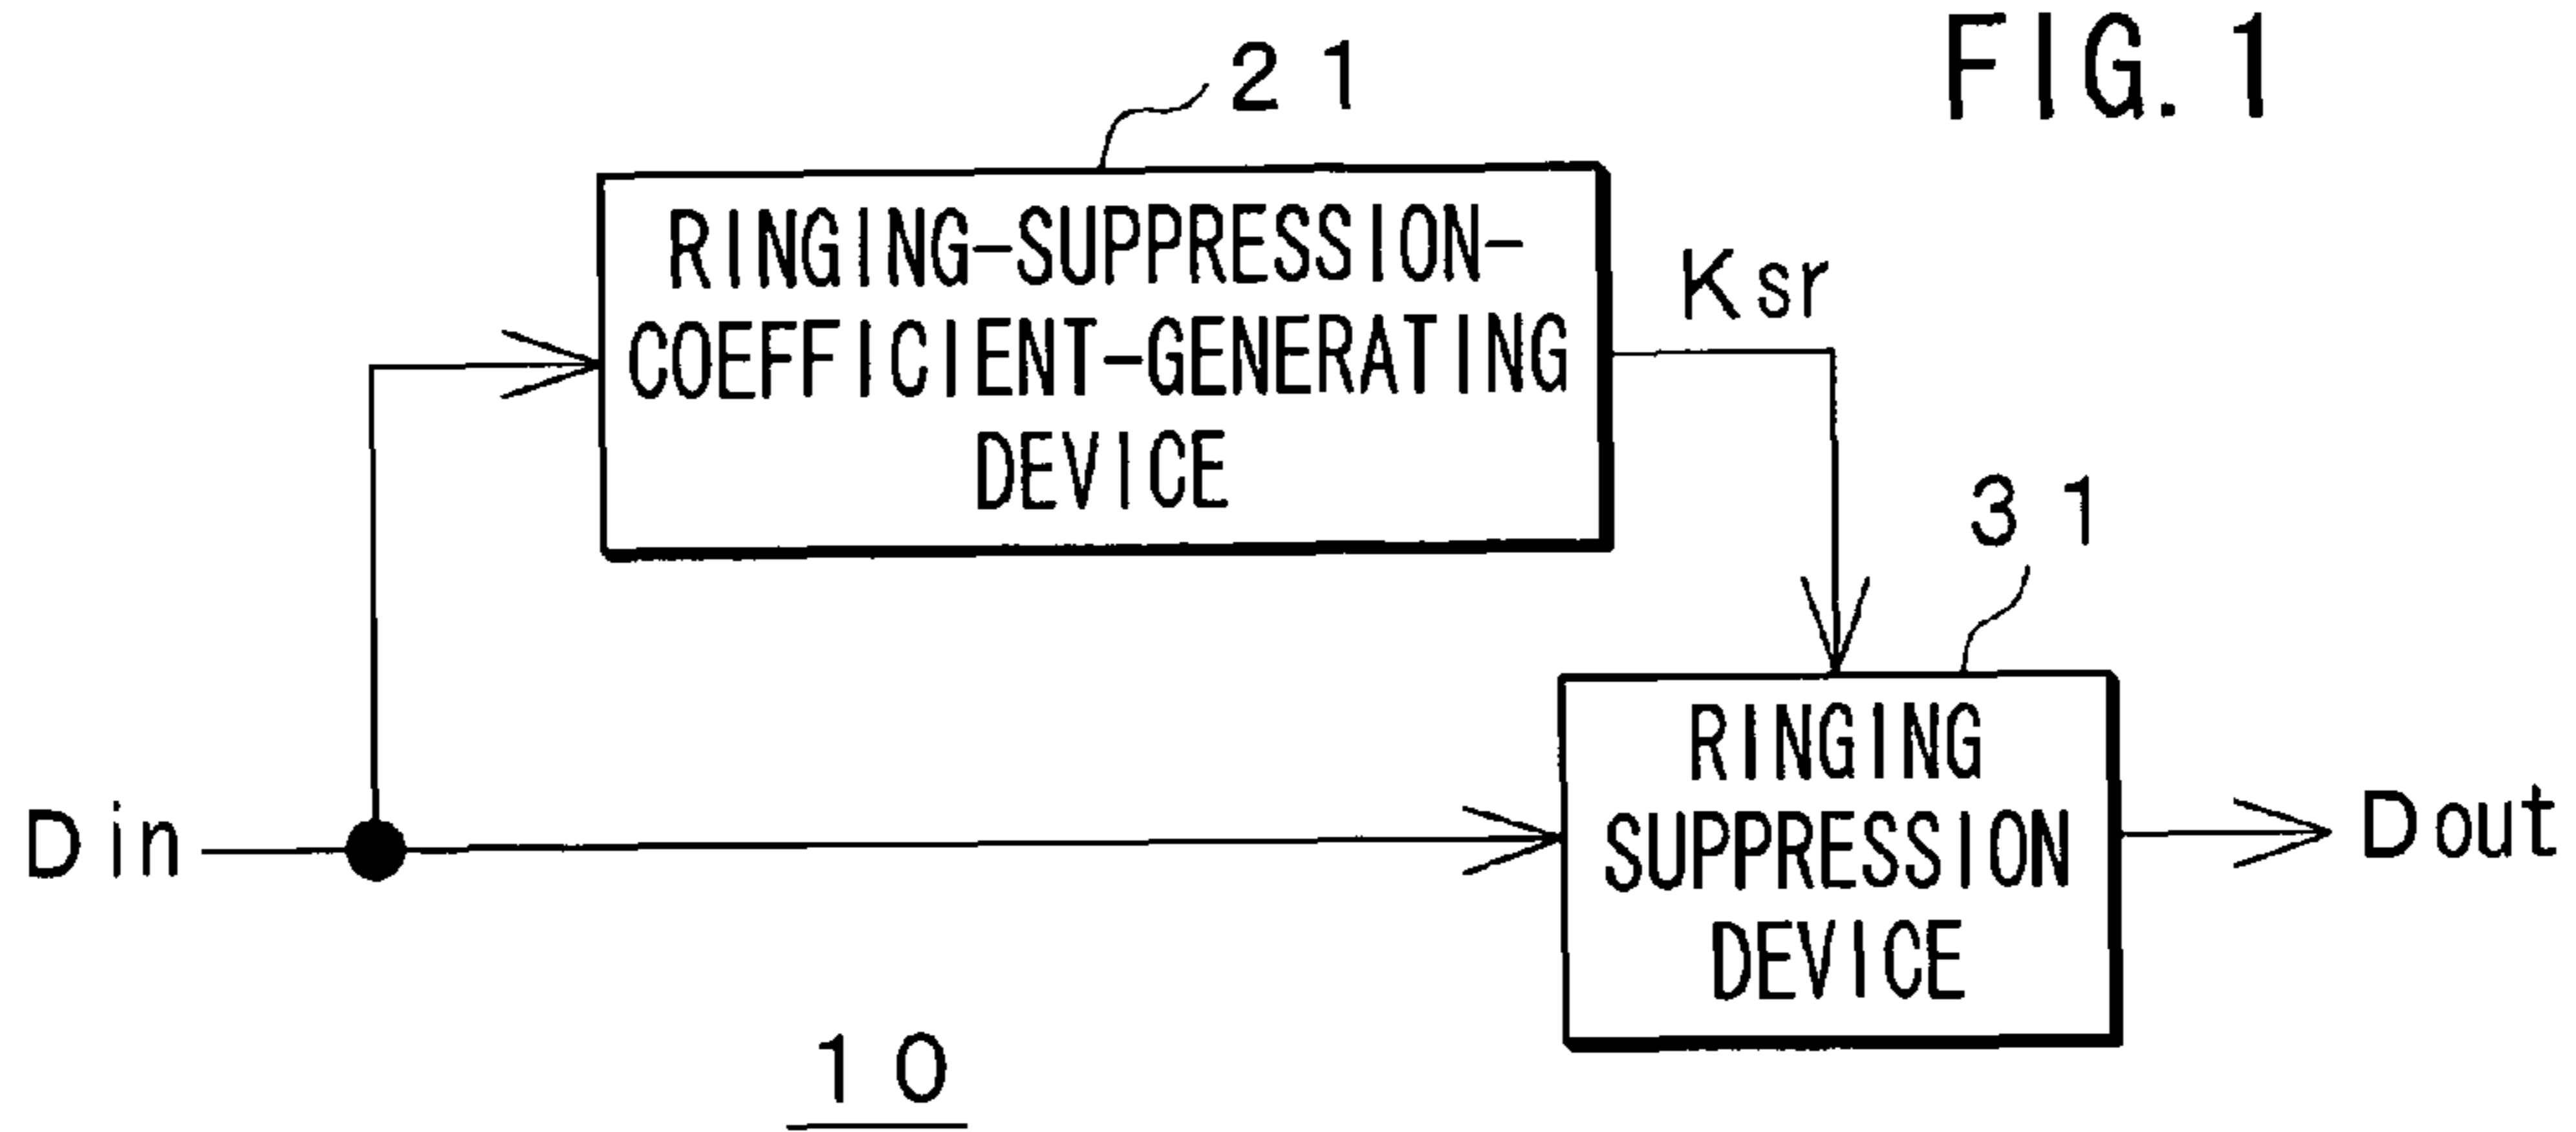 FIG. 1
21
RINGING-SUPPRESSION-
COEFFICIENT-GENERATING
DEVICE
Ksr
31
RINGING
SUPPRESSION
DEVICE
Din
Dout
10